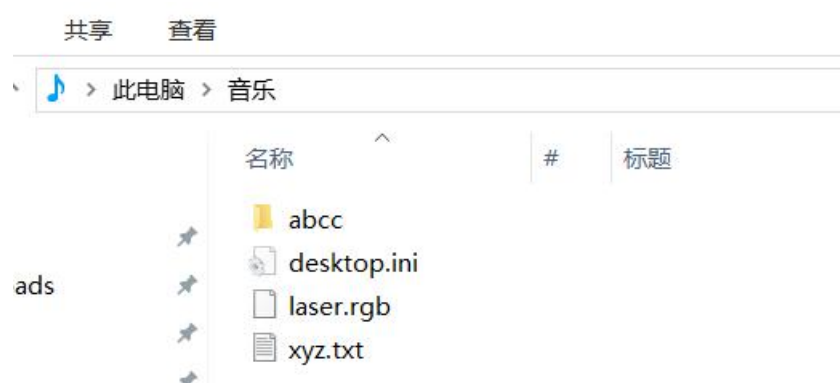 共享 查看
此电脑 > 音乐
名称 # 标题
abcc
desktop.ini
ads
laser.rgb
xyz.txt